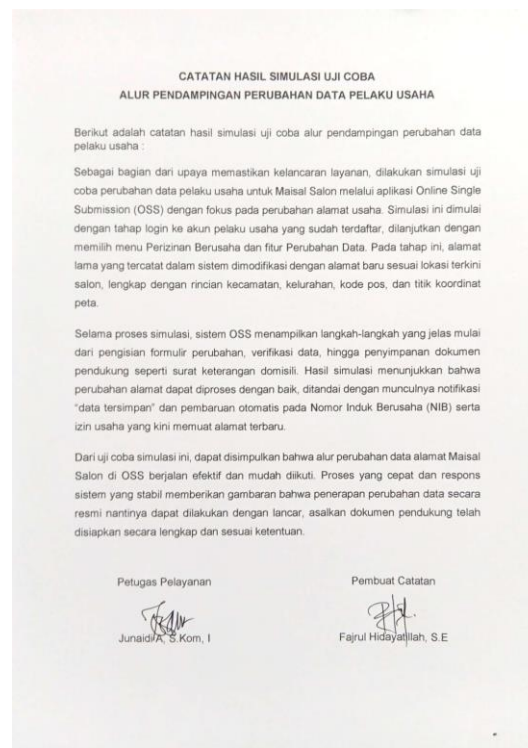 CATATAN HASIL SIMULASI UJI COBA
ALUR PENDAMPINGAN PERUBAHAN DATA PELAKU USAHA
Berikut adalah catatan hasil simulasi uji coba alur pendampingan perubahan data
pelaku usaha :
Sebagai bagian dari upaya memastikan kelancaran layanan, dilakukan simulasi uji
coba perubahan data pelaku usaha untuk Maisal Salon melalui aplikasi Online Single
Submission (OSS) dengan fokus pada perubahan alamat usaha. Simulasi ini dimulai
dengan tahap login ke akun pelaku usaha yang sudah terdaftar, dilanjutkan dengan
memilih menu Perizinan Berusaha dan fitur Perubahan Data. Pada tahap ini, alamat
lama yang tercatat dalam sistem dimodifikasi dengan alamat baru sesuai lokasi terkini
salon, lengkap dengan rincian kecamatan, kelurahan, kode pos, dan titik koordinat
peta.
Selama proses simulasi, sistem OSS menampilkan langkah-langkah yang jelas mulai
dari pengisian formulir perubahan, verifikasi data, hingga penyimpanan dokumen
pendukung seperti surat keterangan domisili. Hasil simulasi menunjukkan bahwa
perubahan alamat dapat diproses dengan baik, ditandai dengan munculnya notifikasi
"data tersimpan" dan pembaruan otomatis pada Nomor Induk Berusaha (NIB) serta
izin usaha yang kini memuat alamat terbaru.
Dari uji coba simulasi ini, dapat disimpulkan bahwa alur perubahan data alamat Maisal
Salon di OSS berjalan efektif dan mudah diikuti. Proses yang cepat dan respons
sistem yang stabil memberikan gambaran bahwa penerapan perubahan data secara
resmi nantinya dapat dilakukan dengan lancar, asalkan dokumen pendukung telah
disiapkan secara lengkap dan sesuai ketentuan.
Petugas Pelayanan
Pembuat Catatan
Junaidi A, S.Kom, I
Fajrul Hidayatillah, S.E